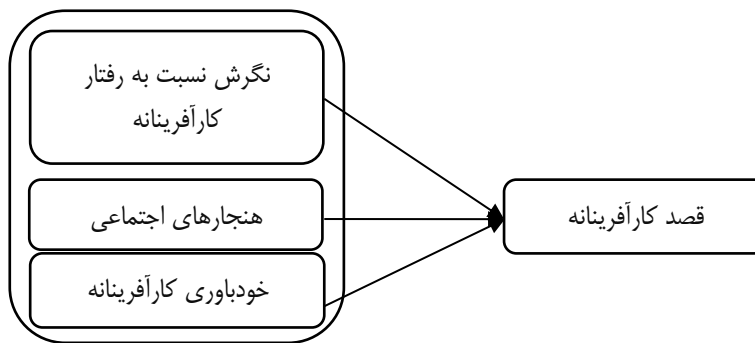 نگرش نسبت به رفتار
کارآفرینانه
هنجارهای اجتماعی
قصد کارآفرینانه
خودباوری کارآفرینانه